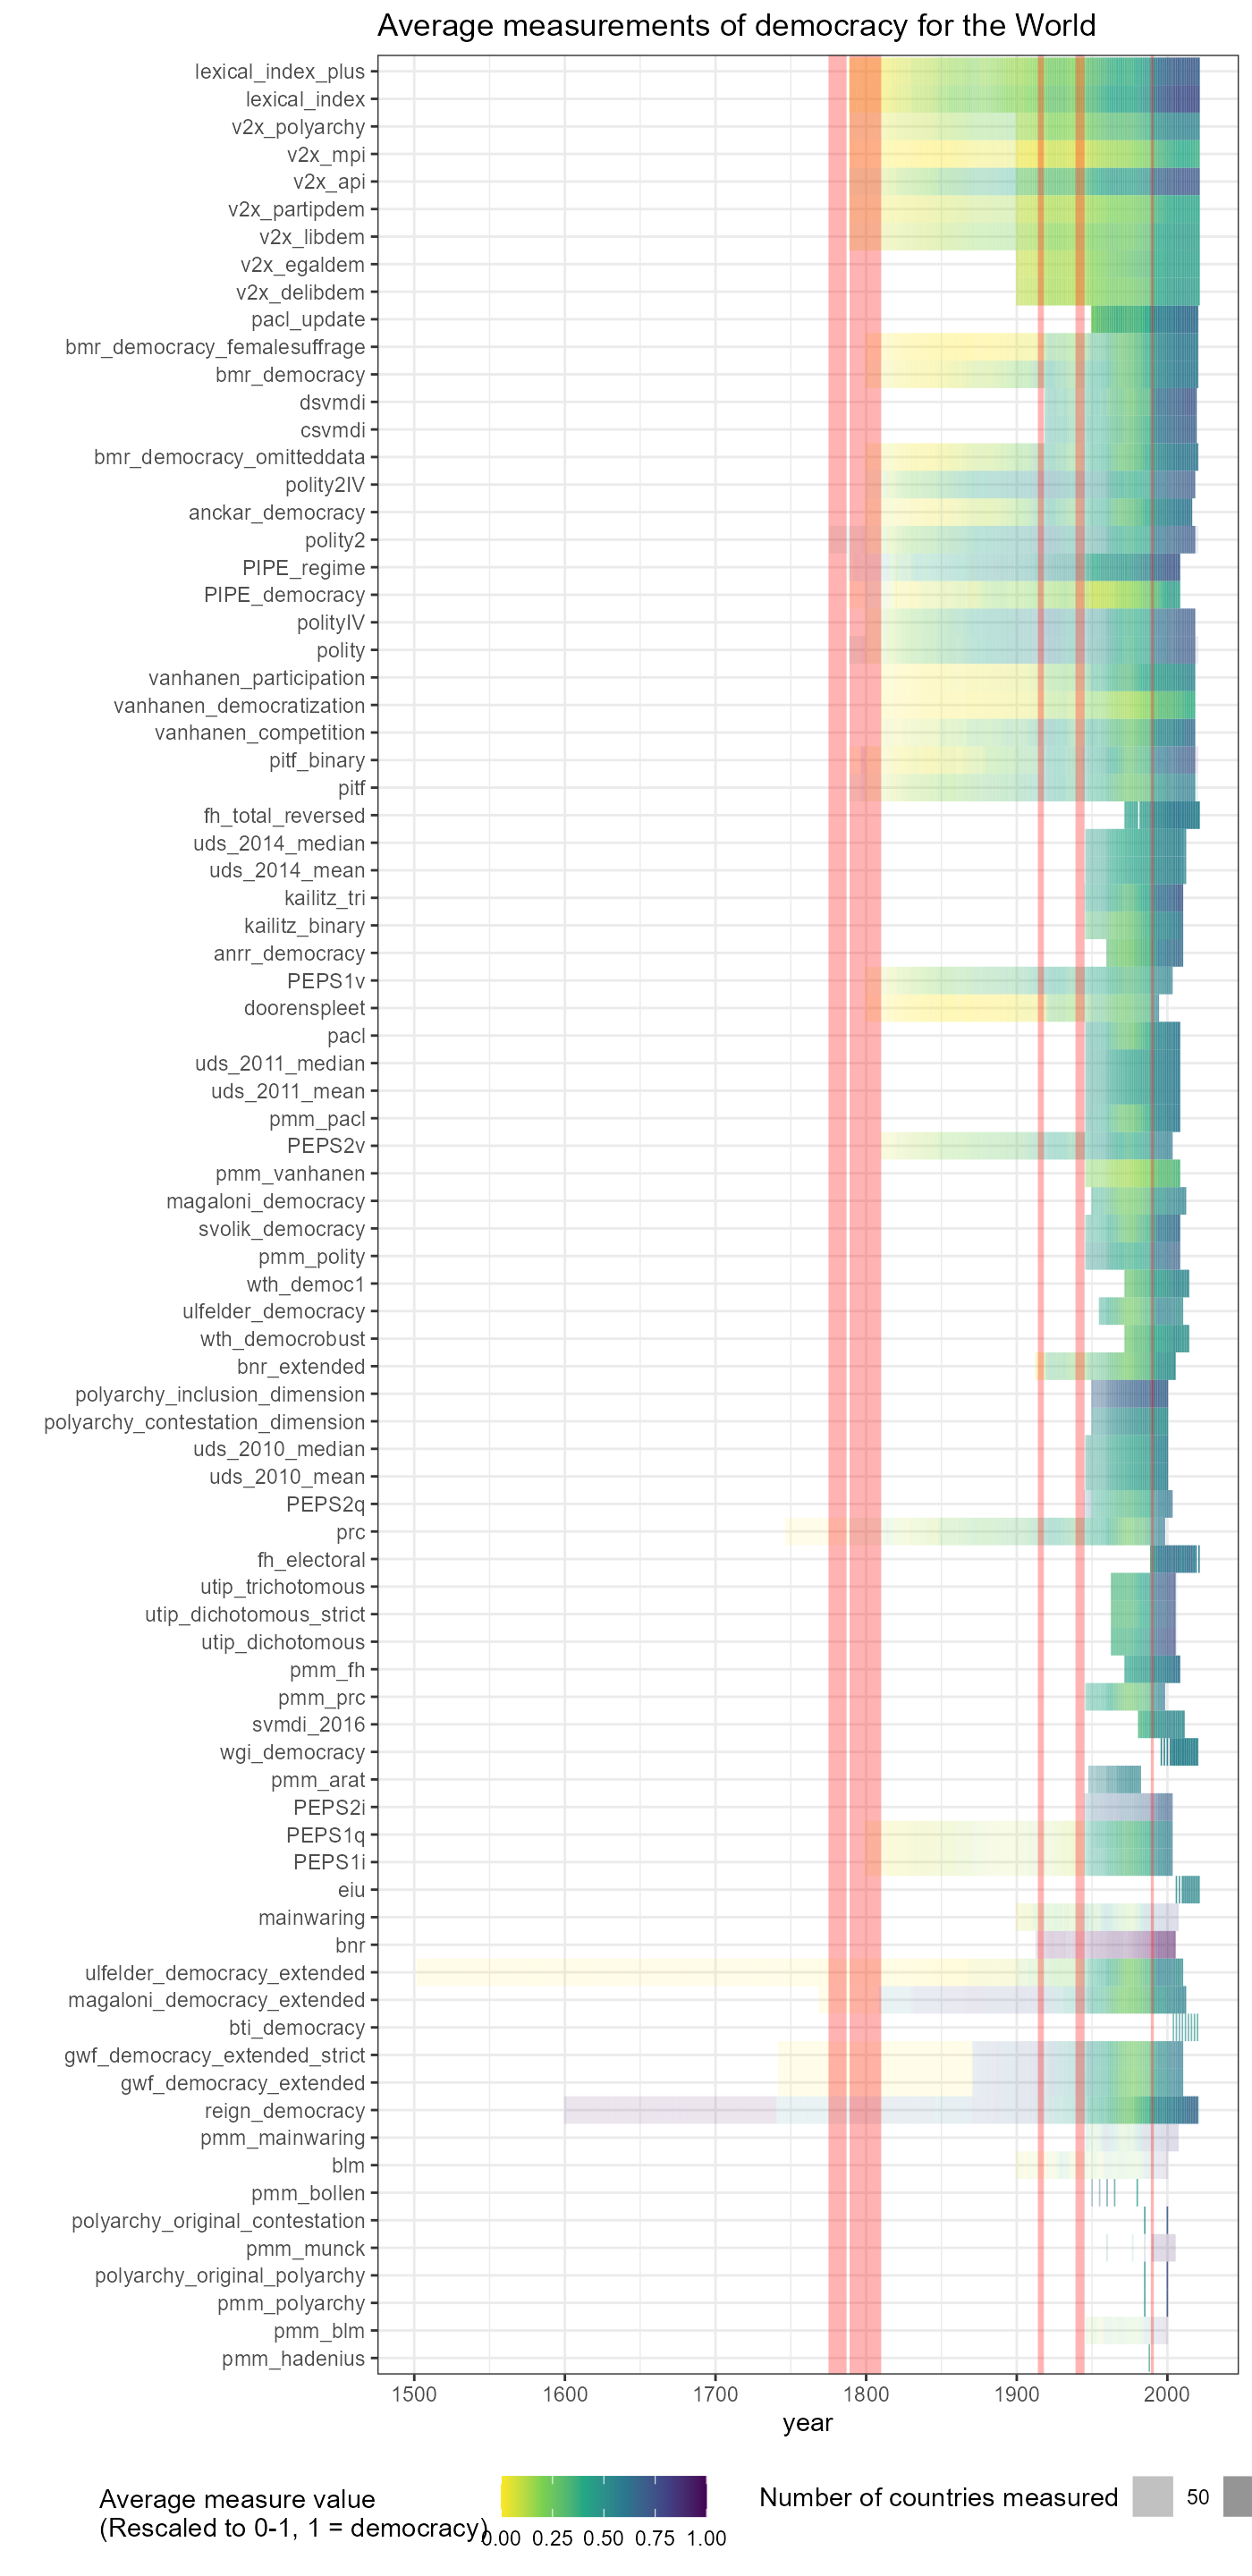 Average measurements of democracy for the World
lexical_index_plus
lexical_index
v2x_polyarchy
v2x_mpi
v2x_api
v2x_partipdem
v2x_libdem
v2x_egaldem
v2x_delibdem
pacl_update
bmr_democracy_femalesuffrage
bmr_democracy
dsvmdi
csvmdi
bmr_democracy_omitteddata
polity2IV
anckar_democracy
polity2
PIPE_regime
PIPE_democracy
polityIV
polity
vanhanen_participation
vanhanen_democratization
vanhanen_competition
pitf_binary
pitf
fh_total_reversed
uds_2014_median
uds_2014_mean
kailitz_tri
kailitz_binary
anrr_democracy
PEPS1v
doorenspleet
pacl
uds_2011_median
uds_2011_mean
pmm_pacl
PEPS2v
pmm_vanhanen
magaloni_democracy
svolik_democracy
pmm_polity
wth_democ1
ulfelder_democracy
wth_democrobust
bnr_extended
polyarchy_inclusion_dimension
polyarchy_contestation_dimension
uds_2010_median
uds_2010_mean
PEPS2q
prc
fh_electoral
utip_trichotomous
utip_dichotomous_strict
utip_dichotomous
pmm_fh
pmm_prc
svmdi_2016
wgi_democracy
pmm_arat
PEPS2i
PEPS1q
PEPS1i
eiu
mainwaring
bnr
ulfelder_democracy_extended
magaloni_democracy_extended
bti_democracy
gwf_democracy_extended_strict
gwf_democracy_extended
reign_democracy
pmm_mainwaring
blm
pmm_bollen
polyarchy_original_contestation
pmm_munck
polyarchy_original_polyarchy
pmm_polyarchy
pmm_blm
pmm_hadenius
1500 1600 1700 1800 1900 2000
year
Average measure value
(Rescaled to 0-1, 1 = democracy)
0.00 0.25 0.50 0.75 1.00
Number of countries measured 50